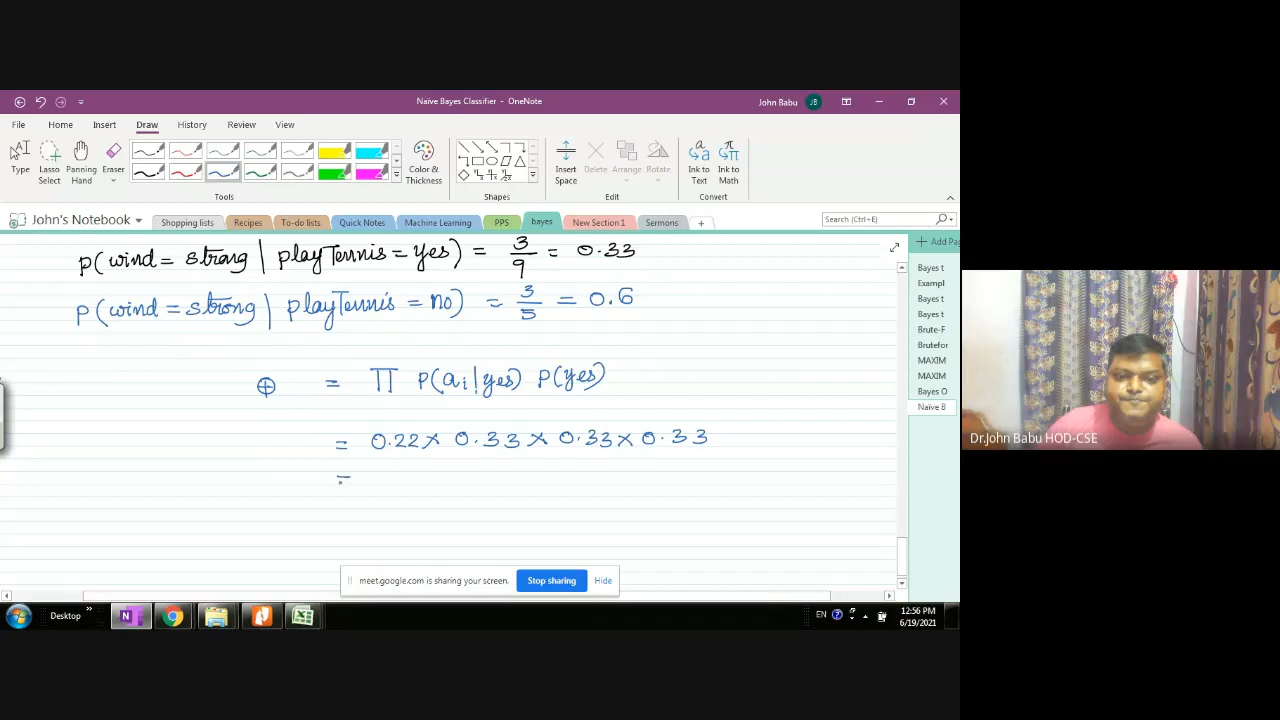 Naïve Bayes Classifier - OneNote
John Babu
JB
File Home Insert Draw History Review View
Type
Lasso Select
Panning Hand
Eraser
Color & Thickness
Insert Space
Delete
Arrange
Rotate
Ink to Text
Ink to Math
Tools
Shapes
Edit
Convert
John's Notebook
Shopping lists Recipes To-do lists Quick Notes Machine Learning PPS bayes New Section 1 Sermons +
Search (Ctrl+E)
Add Pag
Bayes t
Exampl
Bayes t
Bayes t
Brute-F
Brutefor
MAXIM
MAXIM
Bayes O
Naïve B
P(wind = strong | playTennis = yes) = 3/9 = 0.33
P(wind = strong | playTennis = no) = 3/5 = 0.6
⊕ = Π P(ai|yes) P(yes)
= 0.22 × 0.33 × 0.33 × 0.33
=
meet.google.com is sharing your screen. Stop sharing Hide
Dr.John Babu HOD-CSE
Desktop »
EN
12:56 PM
6/19/2021